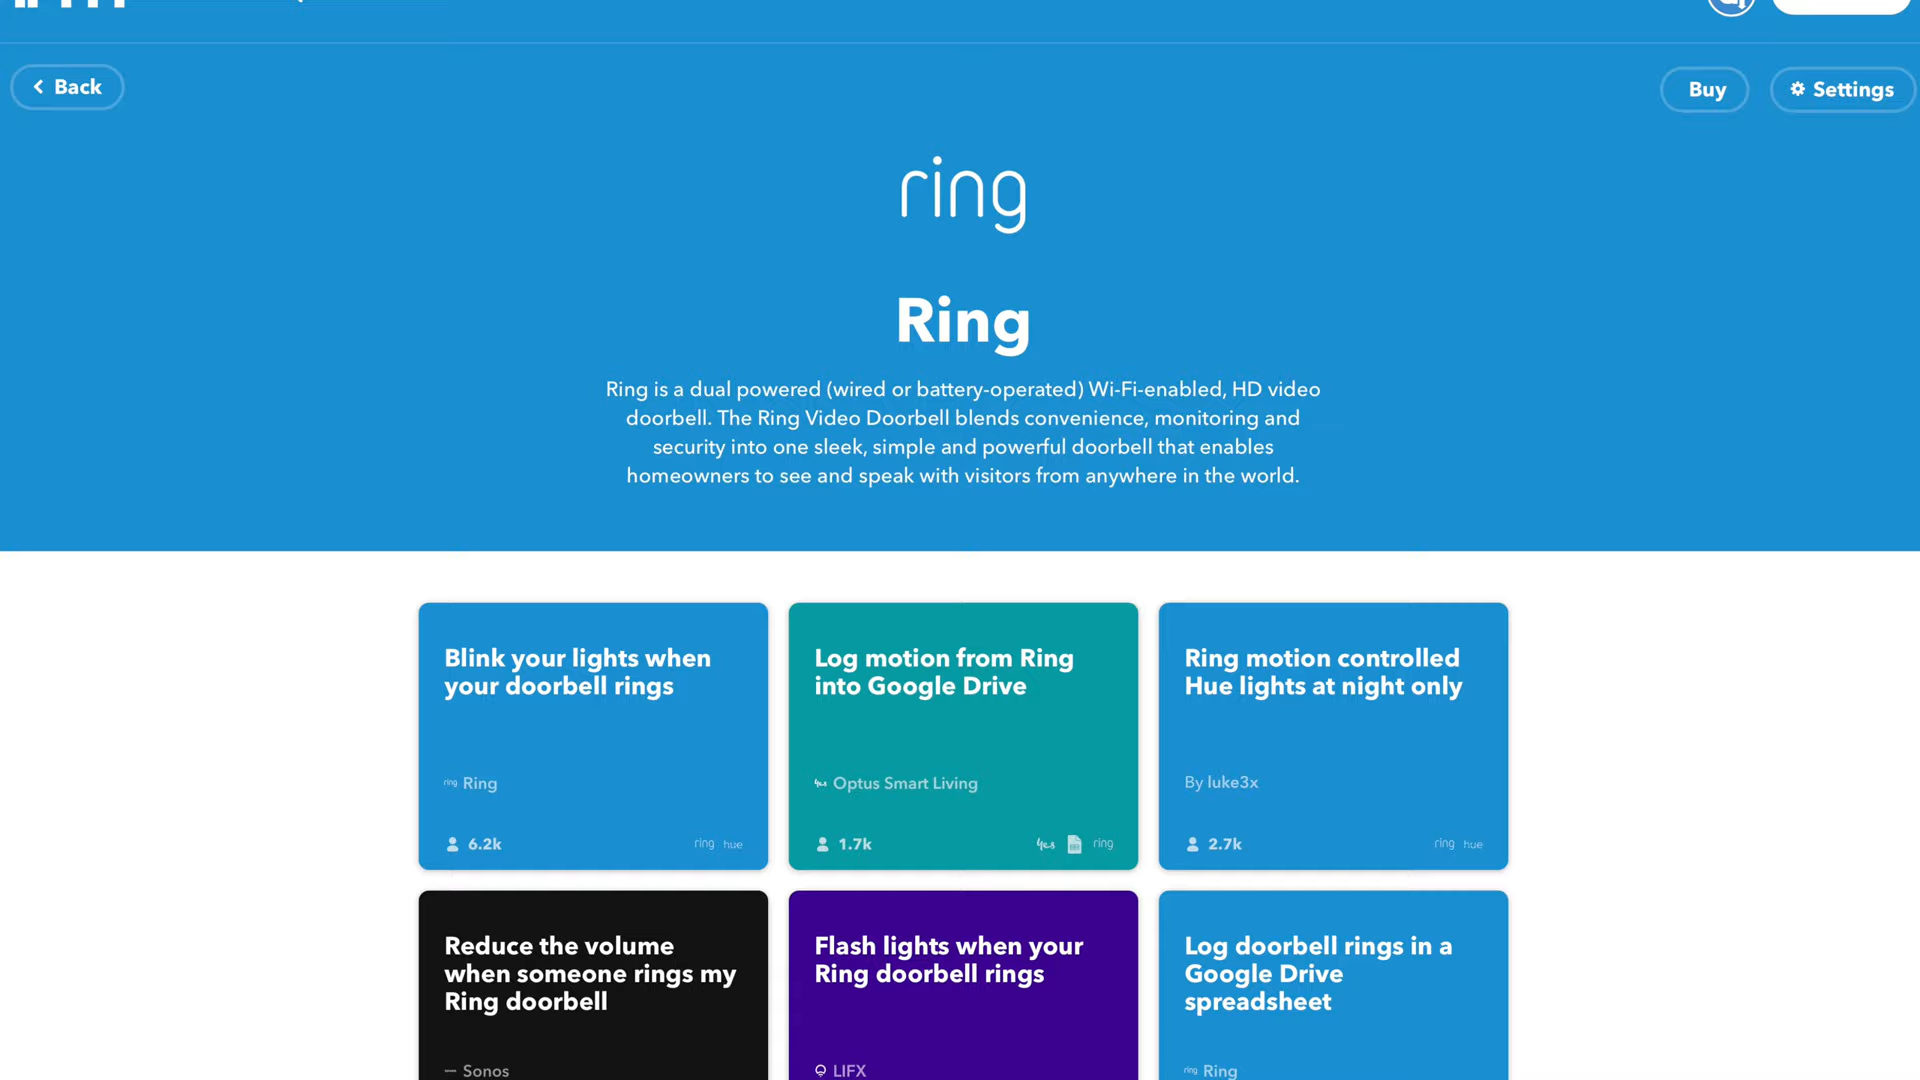 Back
Buy
Settings
ring
Ring
Ring is a dual powered (wired or battery-operated) Wi-Fi-enabled, HD video
doorbell. The Ring Video Doorbell blends convenience, monitoring and
security into one sleek, simple and powerful doorbell that enables
homeowners to see and speak with visitors from anywhere in the world.
Blink your lights when
your doorbell rings
ring Ring
6.2k
ring hue
Log motion from Ring
into Google Drive
yes Optus Smart Living
1.7k
yes ring
Ring motion controlled
Hue lights at night only
By luke3x
2.7k
ring hue
Reduce the volume
when someone rings my
Ring doorbell
Sonos
Flash lights when your
Ring doorbell rings
LIFX
Log doorbell rings in a
Google Drive
spreadsheet
ring Ring